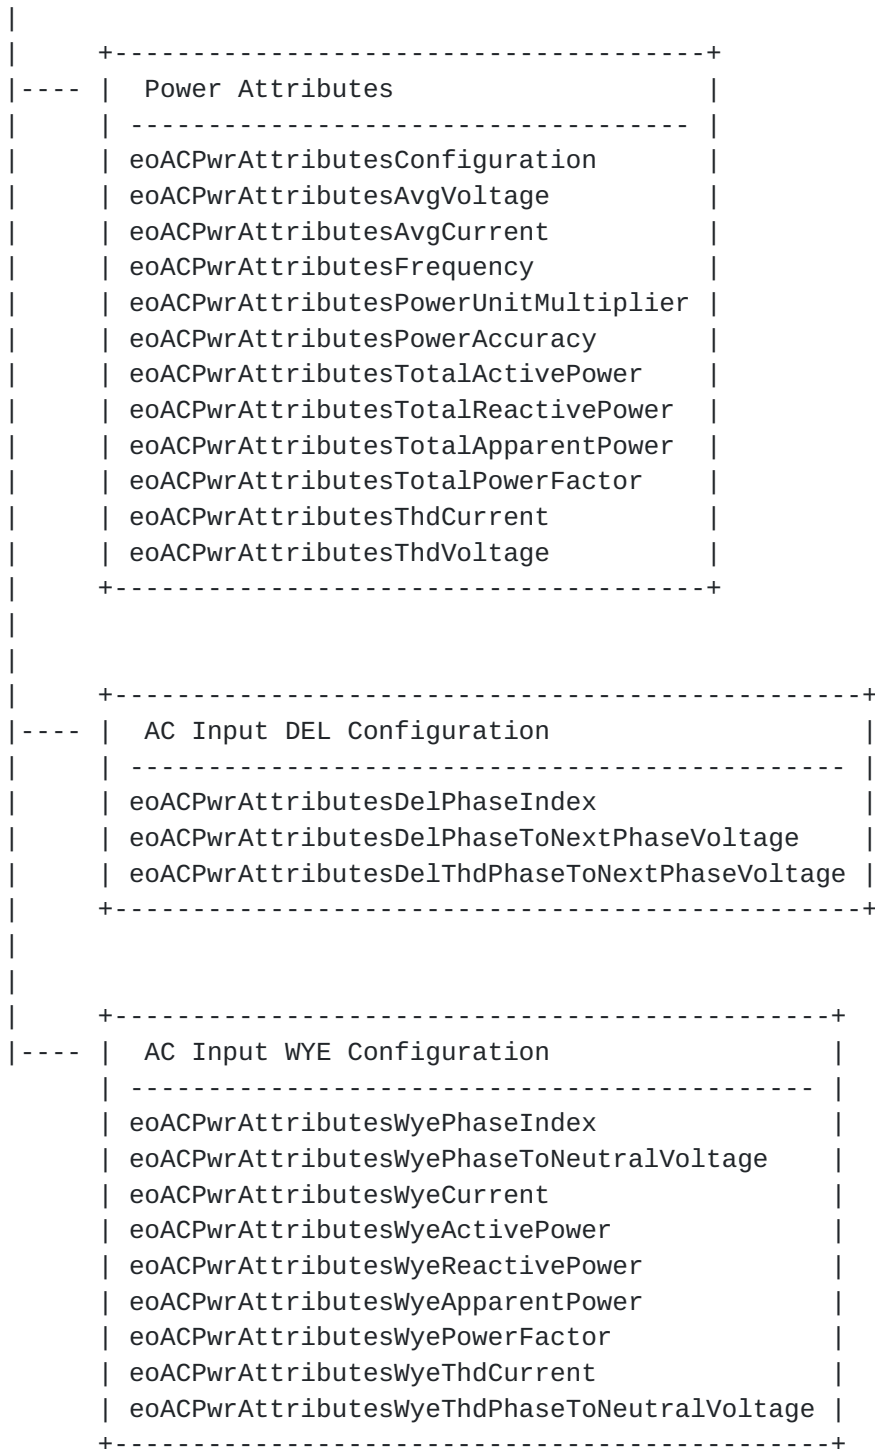 |
|     +--------------------------------------+
|---- |  Power Attributes                    |
|     | ------------------------------------ |
|     | eoACPwrAttributesConfiguration       |
|     | eoACPwrAttributesAvgVoltage          |
|     | eoACPwrAttributesAvgCurrent          |
|     | eoACPwrAttributesFrequency           |
|     | eoACPwrAttributesPowerUnitMultiplier |
|     | eoACPwrAttributesPowerAccuracy       |
|     | eoACPwrAttributesTotalActivePower    |
|     | eoACPwrAttributesTotalReactivePower  |
|     | eoACPwrAttributesTotalApparentPower  |
|     | eoACPwrAttributesTotalPowerFactor    |
|     | eoACPwrAttributesThdCurrent          |
|     | eoACPwrAttributesThdVoltage          |
|     +--------------------------------------+
|
|
|     +------------------------------------------------+
|---- |  AC Input DEL Configuration                    |
|     | ---------------------------------------------- |
|     | eoACPwrAttributesDelPhaseIndex                 |
|     | eoACPwrAttributesDelPhaseToNextPhaseVoltage    |
|     | eoACPwrAttributesDelThdPhaseToNextPhaseVoltage |
|     +------------------------------------------------+
|
|
|     +----------------------------------------------+
|---- |  AC Input WYE Configuration                  |
      | -------------------------------------------- |
      | eoACPwrAttributesWyePhaseIndex               |
      | eoACPwrAttributesWyePhaseToNeutralVoltage    |
      | eoACPwrAttributesWyeCurrent                  |
      | eoACPwrAttributesWyeActivePower              |
      | eoACPwrAttributesWyeReactivePower            |
      | eoACPwrAttributesWyeApparentPower            |
      | eoACPwrAttributesWyePowerFactor              |
      | eoACPwrAttributesWyeThdCurrent               |
      | eoACPwrAttributesWyeThdPhaseToNeutralVoltage |
      +----------------------------------------------+